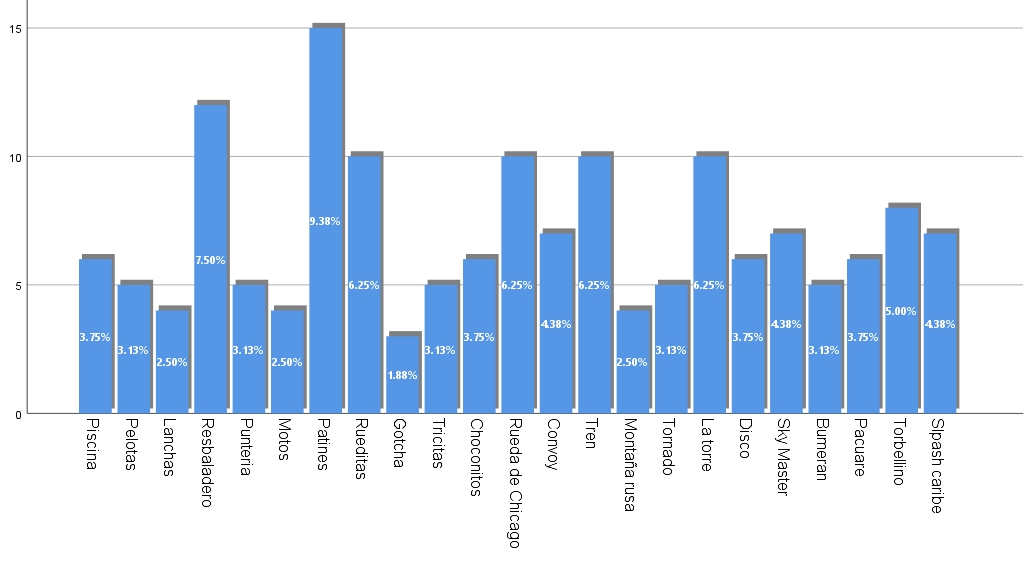 15
10
5
0
3.75%
3.13%
2.50%
7.50%
3.13%
2.50%
9.38%
6.25%
1.88%
3.13%
3.75%
6.25%
4.38%
6.25%
2.50%
3.13%
6.25%
3.75%
4.38%
3.13%
3.75%
5.00%
4.38%
Piscina
Pelotas
Lanchas
Resbaladero
Punteria
Motos
Patines
Rueditas
Gotcha
Tricitas
Choconitos
Rueda de Chicago
Convoy
Tren
Montaña rusa
Tornado
La torre
Disco
Sky Master
Bumeran
Pacuare
Torbellino
Slpash caribe